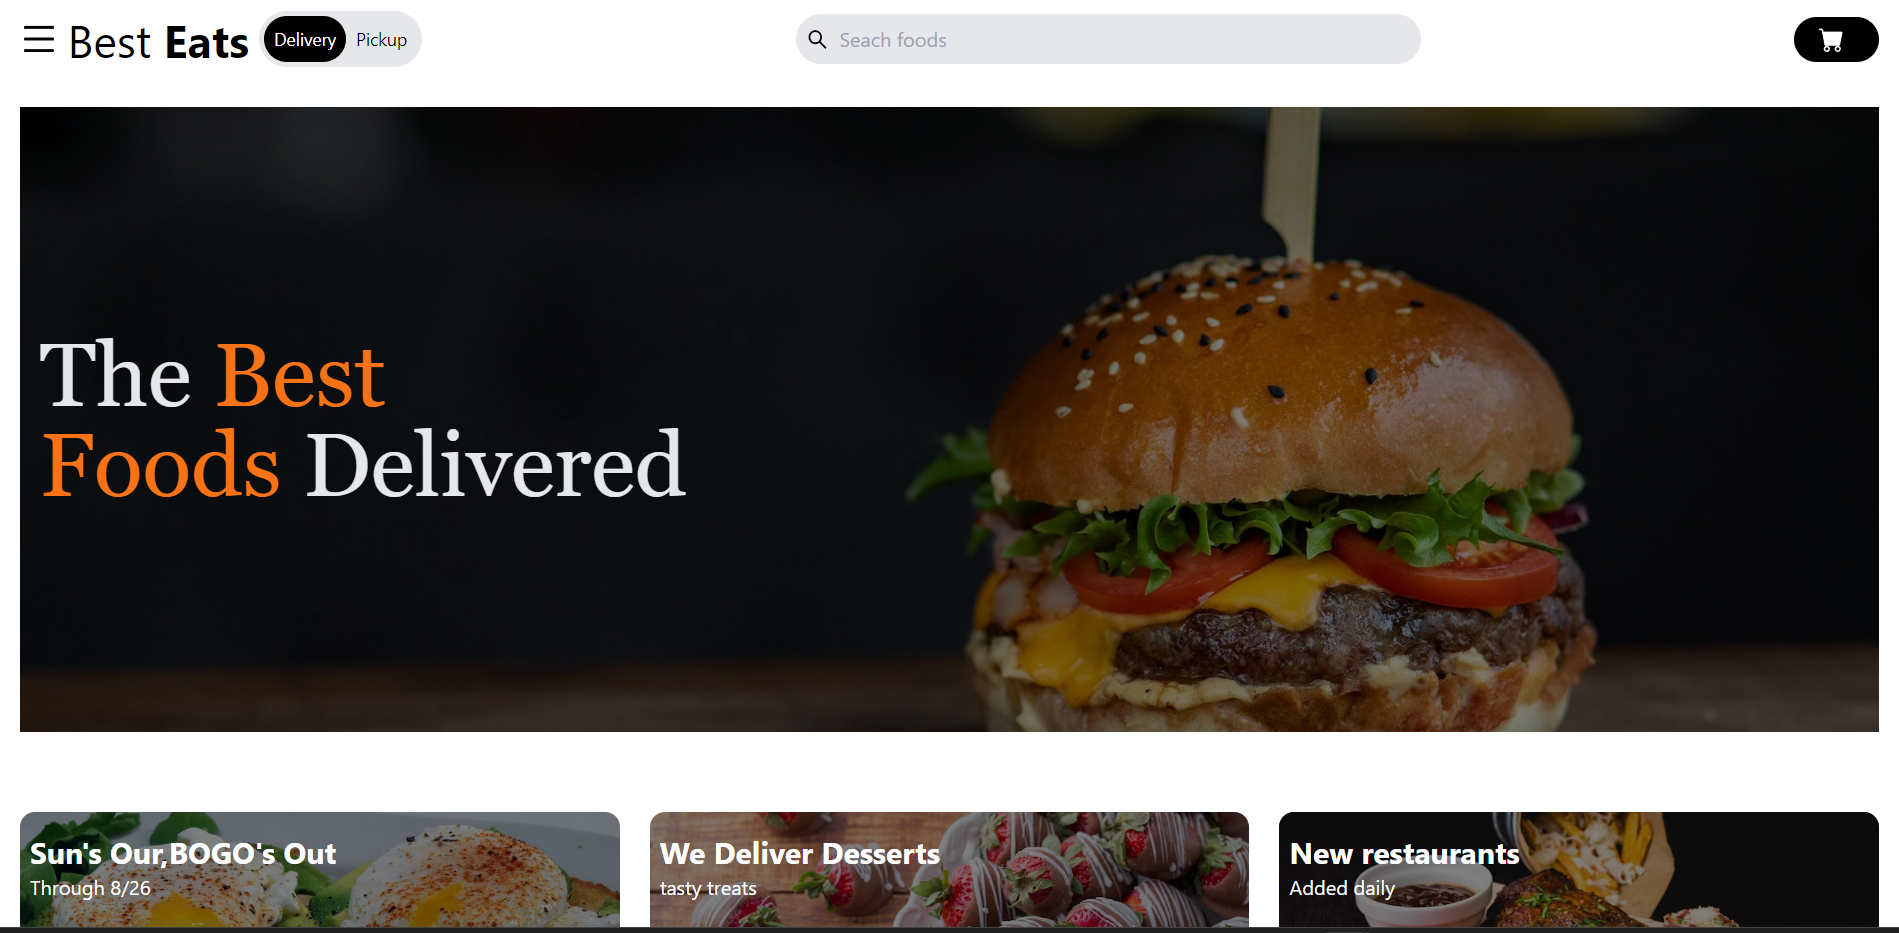 Best Eats
Delivery
Pickup
Seach foods
The Best
Foods Delivered
Sun's Our,BOGO's Out
Through 8/26
We Deliver Desserts
tasty treats
New restaurants
Added daily